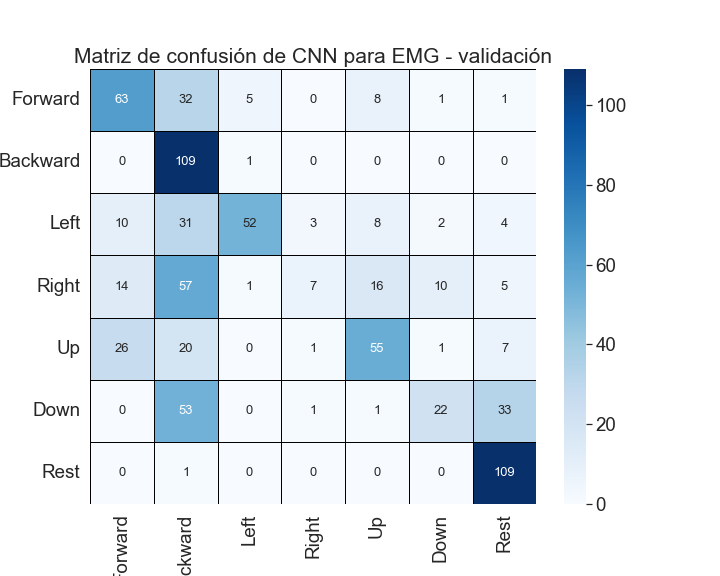 Matriz de confusión de CNN para EMG - validación
Forward 63 32 5 0 8 1 1
Backward 0 109 1 0 0 0 0
Left 10 31 52 3 8 2 4
Right 14 57 1 7 16 10 5
Up 26 20 0 1 55 1 7
Down 0 53 0 1 1 22 33
Rest 0 1 0 0 0 0 109
Forward
ckward
Left
Right
Up
Down
Rest
100
80
60
40
20
0